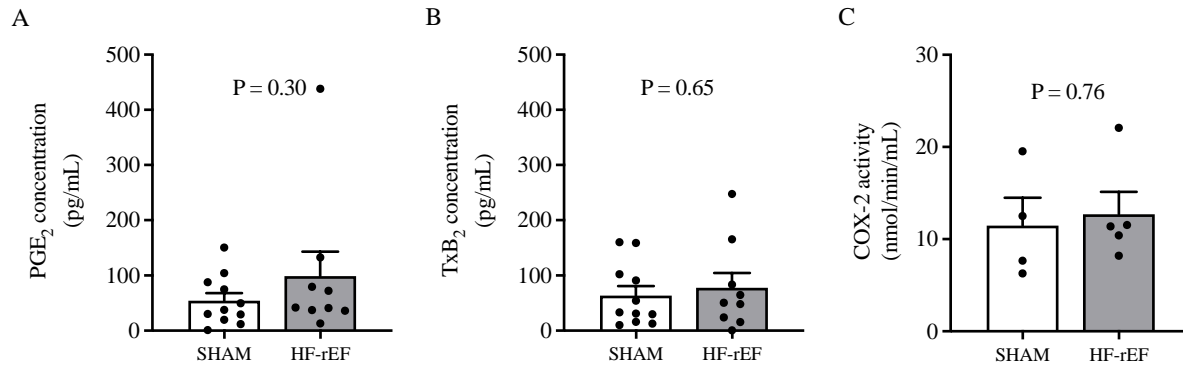 A
PGE2 concentration
(pg/mL)
500
400
300
200
100
0
P = 0.30
SHAM
HF-rEF
B
TxB2 concentration
(pg/mL)
500
400
300
200
100
0
P = 0.65
SHAM
HF-rEF
C
COX-2 activity
(nmol/min/mL)
30
20
10
0
P = 0.76
SHAM
HF-rEF